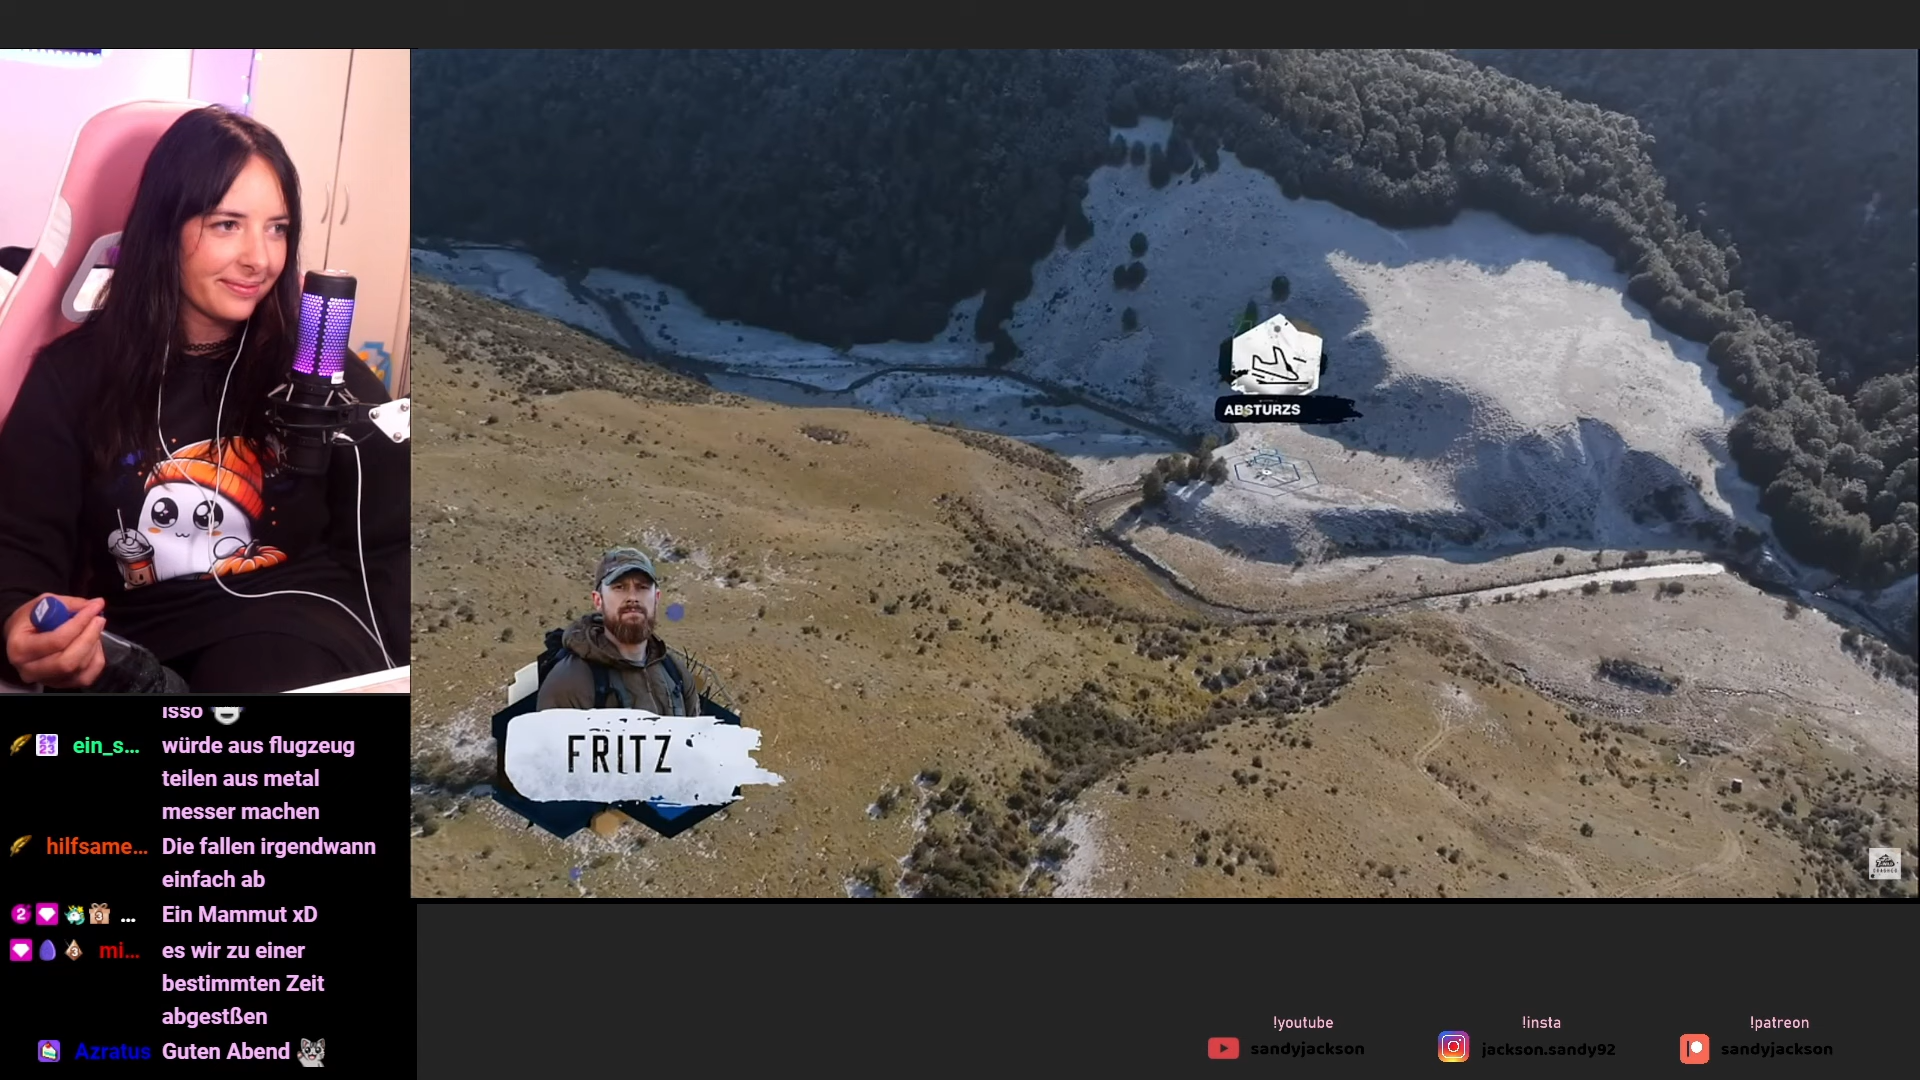 ABSTURZS
FRITZ
isso
ein_s... würde aus flugzeug
teilen aus metal
messer machen
hilfsame... Die fallen irgendwann
einfach ab
... Ein Mammut xD
mi... es wir zu einer
bestimmten Zeit
abgestßen
Azratus Guten Abend
!youtube
sandyjackson
!insta
jackson.sandy92
!patreon
sandyjackson